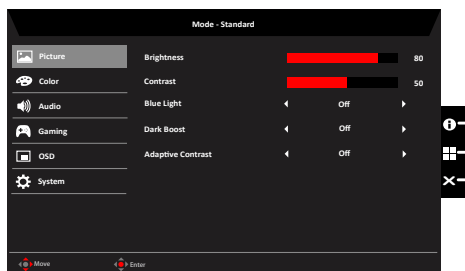 Mode - Standard
Picture
Brightness 80
Color
Contrast 50
Audio
Blue Light Off
Gaming
Dark Boost Off
OSD
Adaptive Contrast Off
System
Move Enter